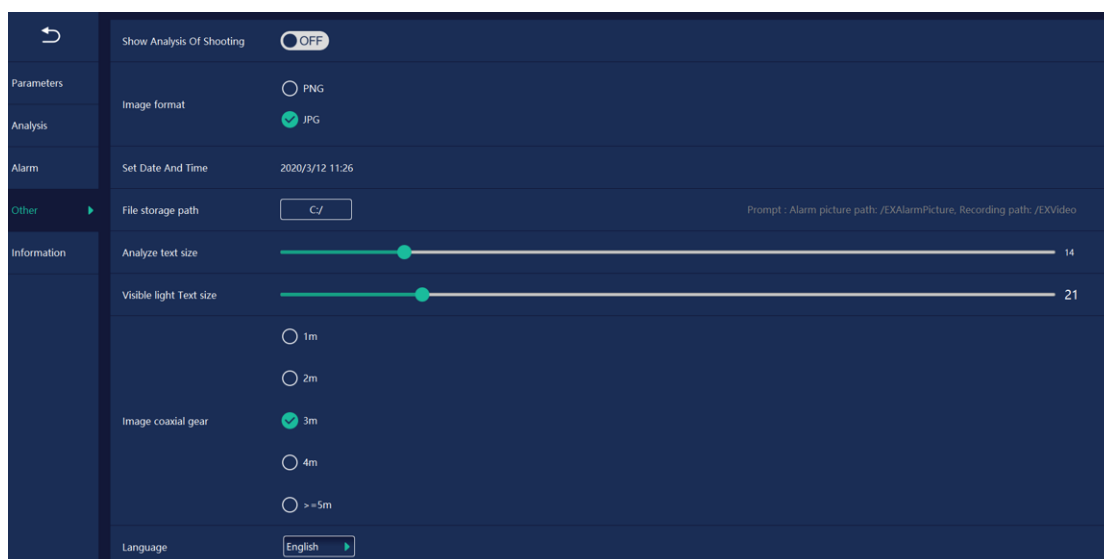 Show Analysis Of Shooting OFF
Parameters
Image format
PNG
JPG
Analysis
Alarm
Set Date And Time 2020/3/12 11:26
Other
File storage path C:/ Prompt : Alarm picture path: /EXAlarmPicture, Recording path: /EXVideo
Information
Analyze text size 14
Visible light Text size 21
Image coaxial gear
1m
2m
3m
4m
>=5m
Language English